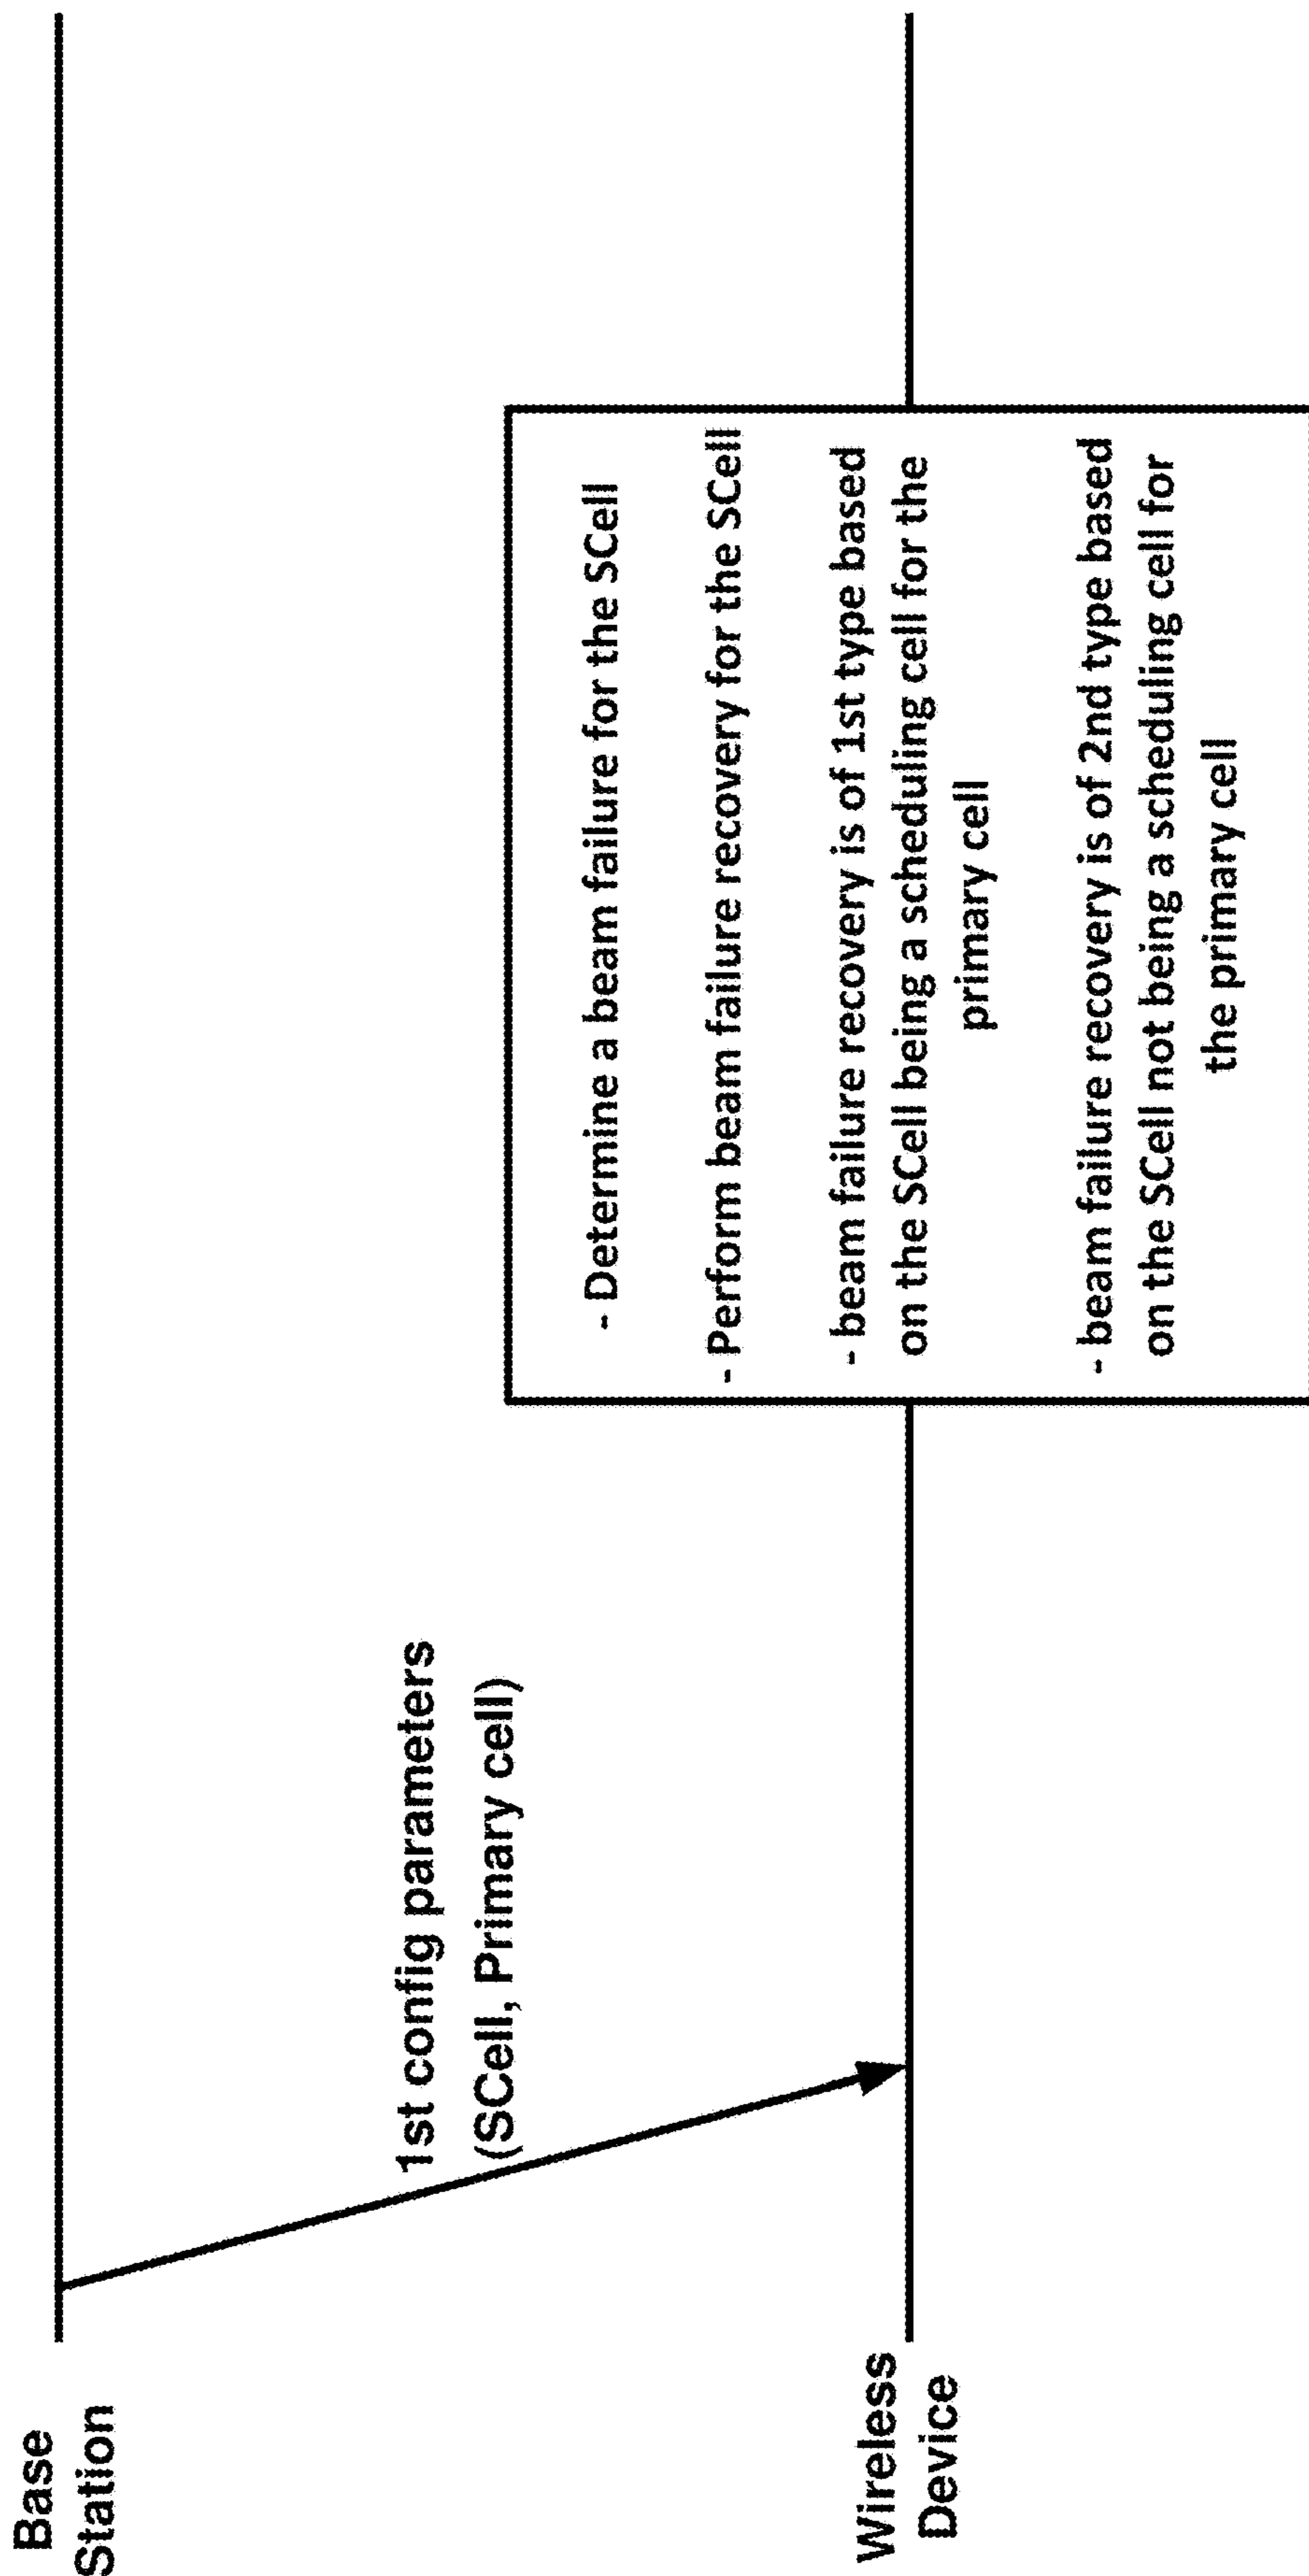 Base
Station
1st config parameters
(SCell, Primary cell)
- Determine a beam failure for the SCell
- Perform beam failure recovery for the SCell
- beam failure recovery is of 1st type based
on the SCell being a scheduling cell for the
primary cell
- beam failure recovery is of 2nd type based
on the SCell not being a scheduling cell for
the primary cell
Wireless
Device